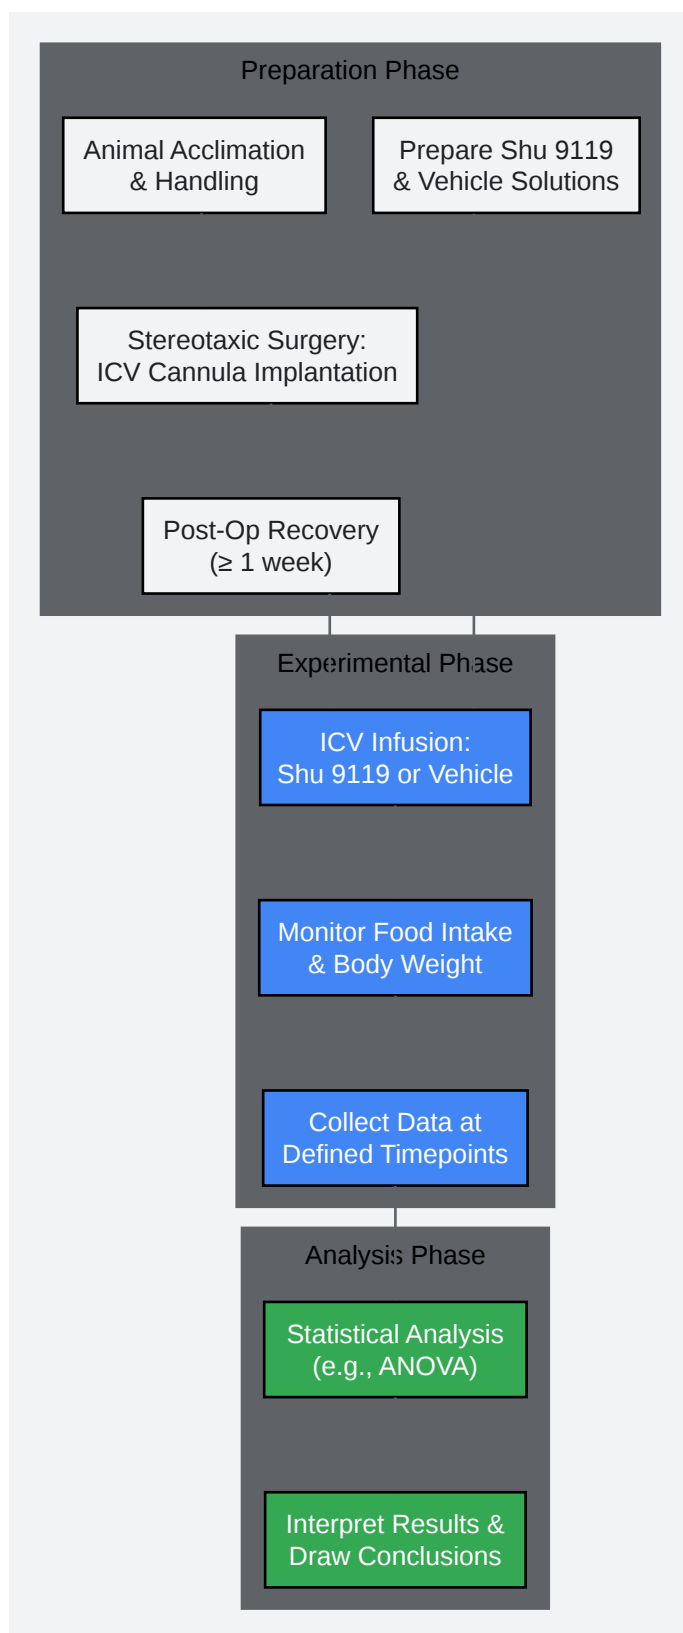 Preparation Phase
Animal Acclimation
& Handling
Prepare Shu 9119
& Vehicle Solutions
Stereotaxic Surgery:
ICV Cannula Implantation
Post-Op Recovery
(≥ 1 week)
Experimental Phase
ICV Infusion:
Shu 9119 or Vehicle
Monitor Food Intake
& Body Weight
Collect Data at
Defined Timepoints
Analysis Phase
Statistical Analysis
(e.g., ANOVA)
Interpret Results &
Draw Conclusions